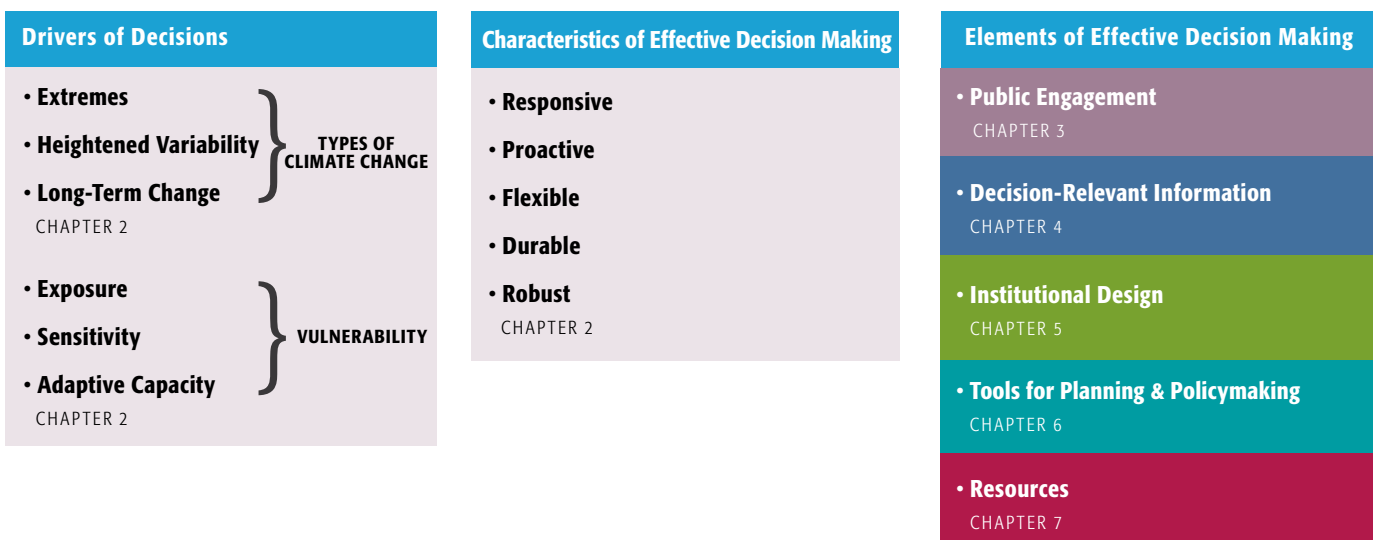 Drivers of Decisions
• Extremes
• Heightened Variability
• Long-Term Change
CHAPTER 2
TYPES OF
CLIMATE CHANGE
• Exposure
• Sensitivity
• Adaptive Capacity
CHAPTER 2
VULNERABILITY
Characteristics of Effective Decision Making
• Responsive
• Proactive
• Flexible
• Durable
• Robust
CHAPTER 2
Elements of Effective Decision Making
• Public Engagement
CHAPTER 3
• Decision-Relevant Information
CHAPTER 4
• Institutional Design
CHAPTER 5
• Tools for Planning & Policymaking
CHAPTER 6
• Resources
CHAPTER 7